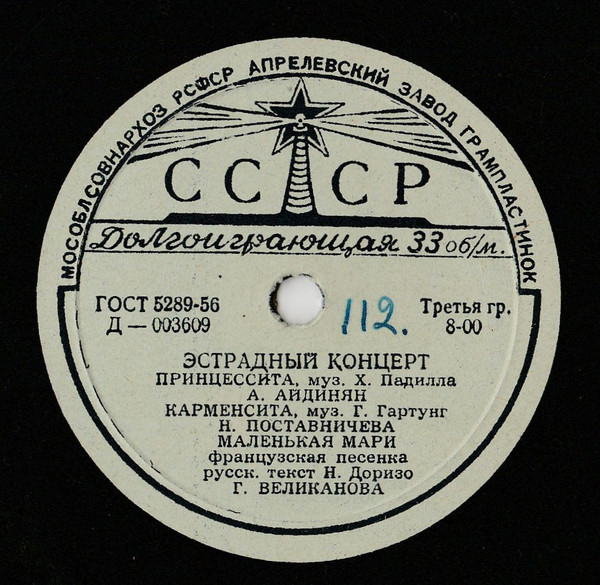 МОСОБЛСОВНАРХОЗ РСФСР АПРЕЛЕВСКИЙ ЗАВОД ГРАМПЛАСТИНОК
СССР
Долгоиграющая 33 об/м.
ГОСТ 5289-56
Д — 003609
112.
Третья гр.
8-00
ЭСТРАДНЫЙ КОНЦЕРТ
ПРИНЦЕССИТА, муз. Х. Падилла
А. АЙДИНЯН
КАРМЕНСИТА, муз. Г. Гартунг
Н. ПОСТАВНИЧЕВА
МАЛЕНЬКАЯ МАРИ
французская песенка
русск. текст Н. Доризо
Г. ВЕЛИКАНОВА